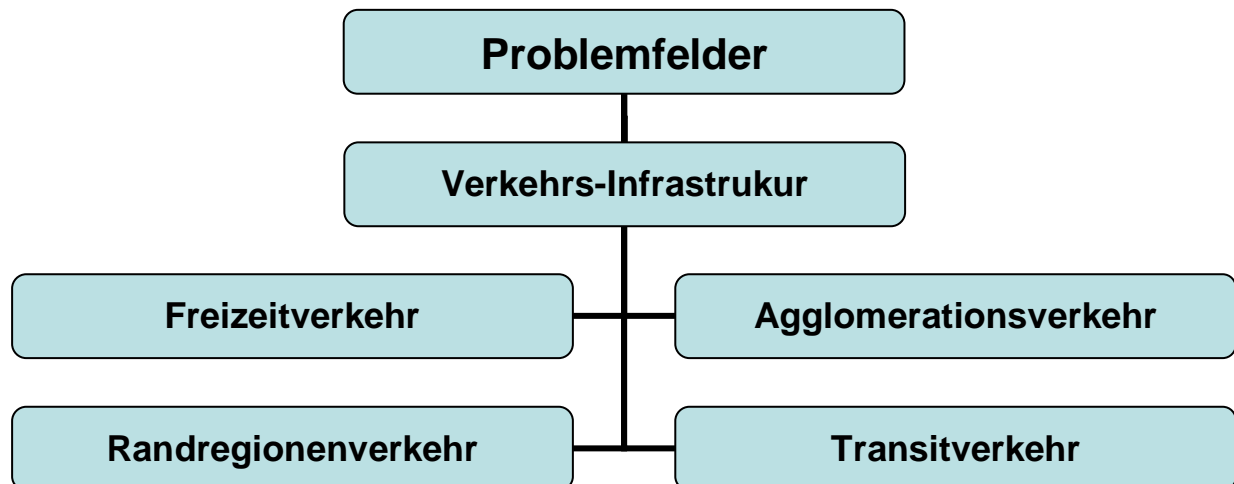 Problemfelder
Verkehrs-Infrastrukur
Freizeitverkehr
Agglomerationsverkehr
Randregionenverkehr
Transitverkehr